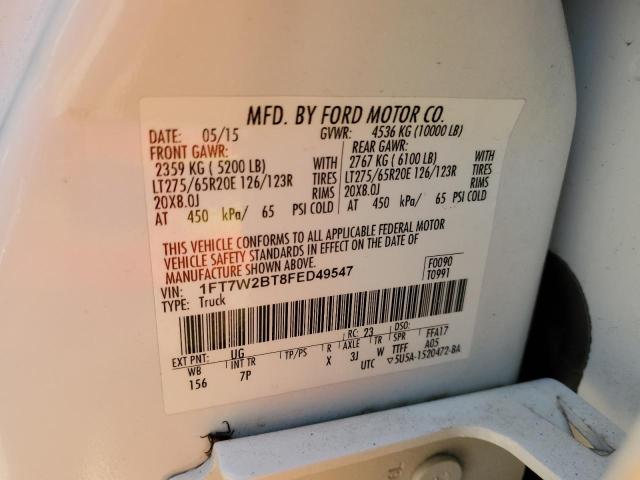 MFD. BY FORD MOTOR CO.
DATE: 05/15 GVWR: 4536 KG (10000 LB)
FRONT GAWR: REAR GAWR:
2359 KG ( 5200 LB) WITH 2767 KG ( 6100 LB) WITH
LT275/65R20E 126/123R TIRES LT275/65R20E 126/123R TIRES
20X8.0J RIMS 20X8.0J RIMS
AT 450 kPa/ 65 PSI COLD AT 450 kPa/ 65 PSI COLD
THIS VEHICLE CONFORMS TO ALL APPLICABLE FEDERAL MOTOR
VEHICLE SAFETY STANDARDS IN EFFECT ON THE DATE OF
MANUFACTURE SHOWN ABOVE. F0090
VIN: 1FT7W2BT8FED49547 T0991
TYPE: Truck
RC: 23 DSO:
EXT PNT: UG FFA17
WB INT TR TP/PS R AXLE TR SPR A05
156 7P X 3J W TTFF
UTC ▽5U5A-1520472-BA